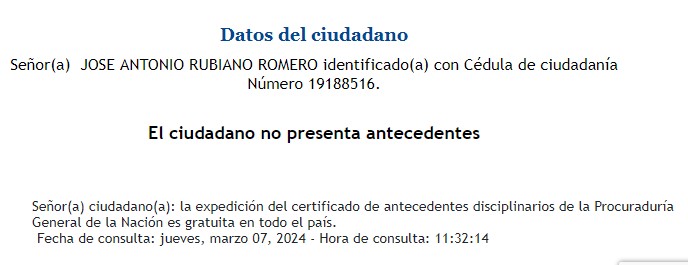 Datos del ciudadano
Señor(a) JOSE ANTONIO RUBIANO ROMERO identificado(a) con Cédula de ciudadanía
Número 19188516.
El ciudadano no presenta antecedentes
Señor(a) ciudadano(a): la expedición del certificado de antecedentes disciplinarios de la Procuraduría
General de la Nación es gratuita en todo el país.
Fecha de consulta: jueves, marzo 07, 2024 - Hora de consulta: 11:32:14